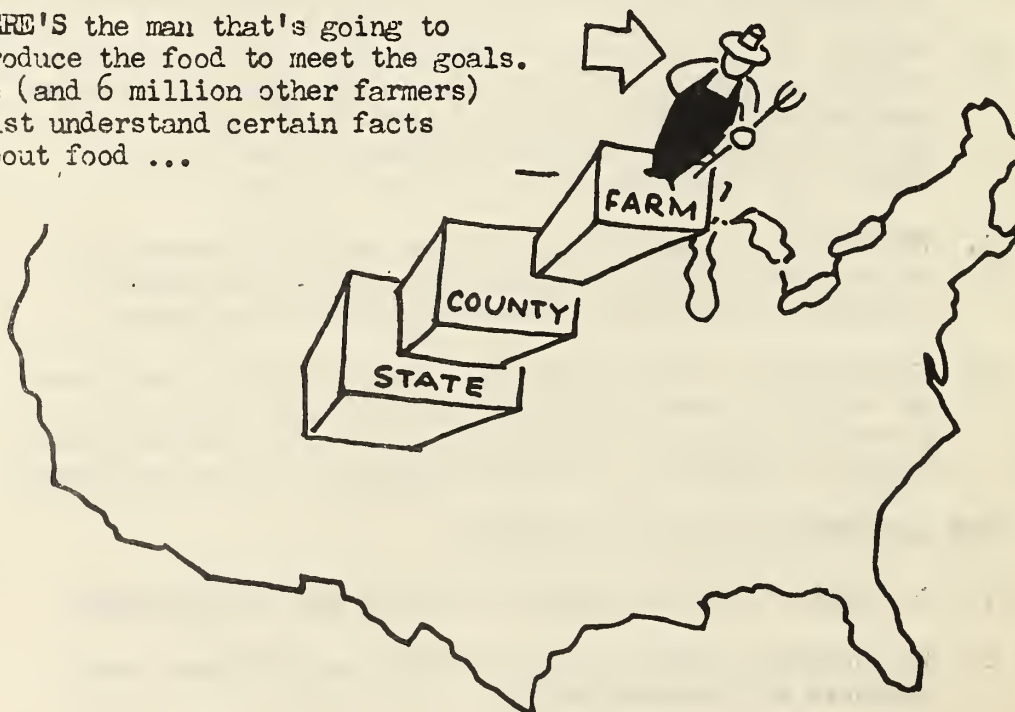 ERE'S the man that's going to
roduce the food to meet the goals.
(and 6 million other farmers)
st understand certain facts
out food ...
FARM
COUNTY
STATE